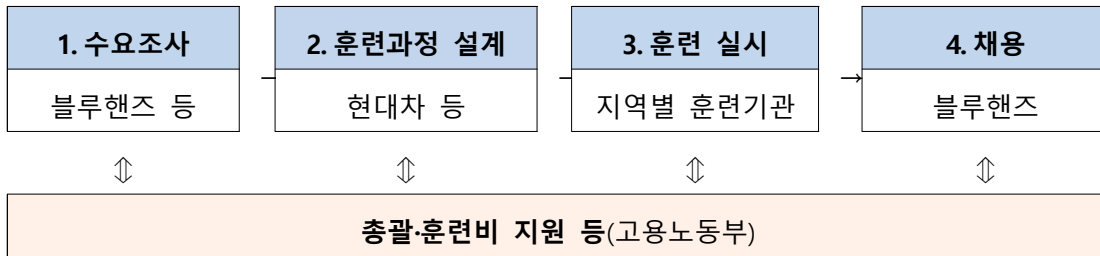 1. 수요조사
블루핸즈 등
2. 훈련과정 설계
현대차 등
3. 훈련 실시
지역별 훈련기관
→
4. 채용
블루핸즈
⇕ ⇕ ⇕ ⇕
총괄·훈련비 지원 등(고용노동부)